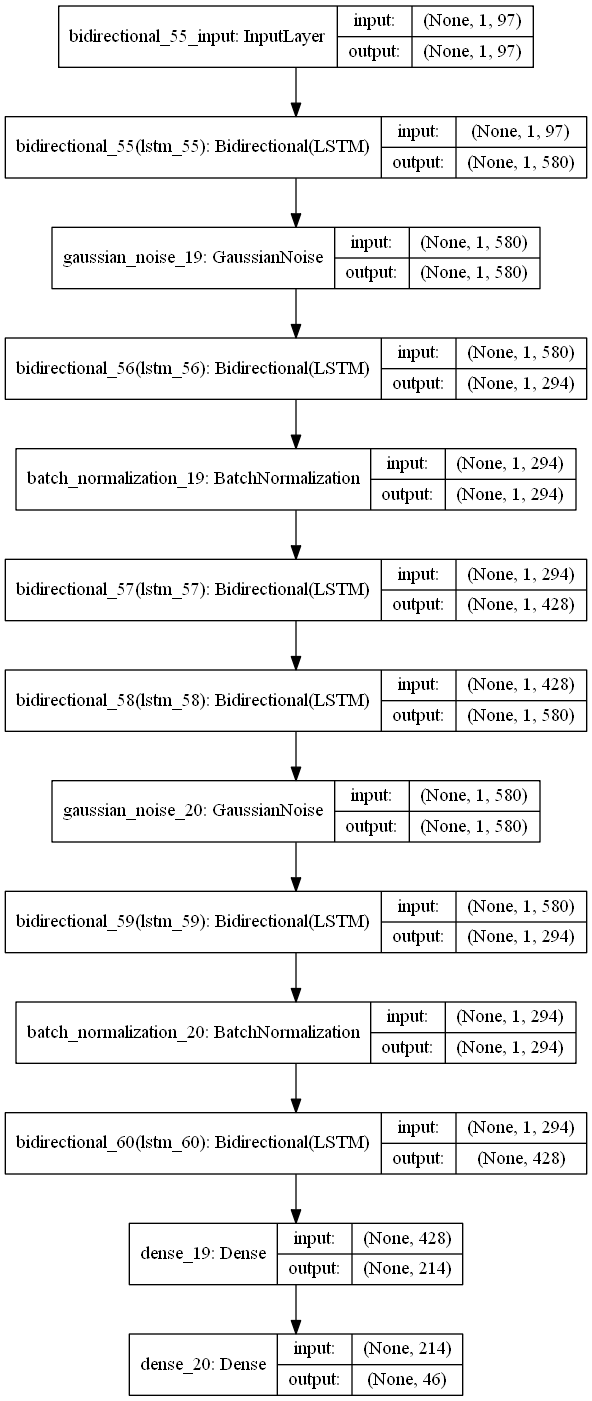 bidirectional_55_input: InputLayer
input: (None, 1, 97)
output: (None, 1, 97)
bidirectional_55(lstm_55): Bidirectional(LSTM)
input: (None, 1, 97)
output: (None, 1, 580)
gaussian_noise_19: GaussianNoise
input: (None, 1, 580)
output: (None, 1, 580)
bidirectional_56(lstm_56): Bidirectional(LSTM)
input: (None, 1, 580)
output: (None, 1, 294)
batch_normalization_19: BatchNormalization
input: (None, 1, 294)
output: (None, 1, 294)
bidirectional_57(lstm_57): Bidirectional(LSTM)
input: (None, 1, 294)
output: (None, 1, 428)
bidirectional_58(lstm_58): Bidirectional(LSTM)
input: (None, 1, 428)
output: (None, 1, 580)
gaussian_noise_20: GaussianNoise
input: (None, 1, 580)
output: (None, 1, 580)
bidirectional_59(lstm_59): Bidirectional(LSTM)
input: (None, 1, 580)
output: (None, 1, 294)
batch_normalization_20: BatchNormalization
input: (None, 1, 294)
output: (None, 1, 294)
bidirectional_60(lstm_60): Bidirectional(LSTM)
input: (None, 1, 294)
output: (None, 428)
dense_19: Dense
input: (None, 428)
output: (None, 214)
dense_20: Dense
input: (None, 214)
output: (None, 46)